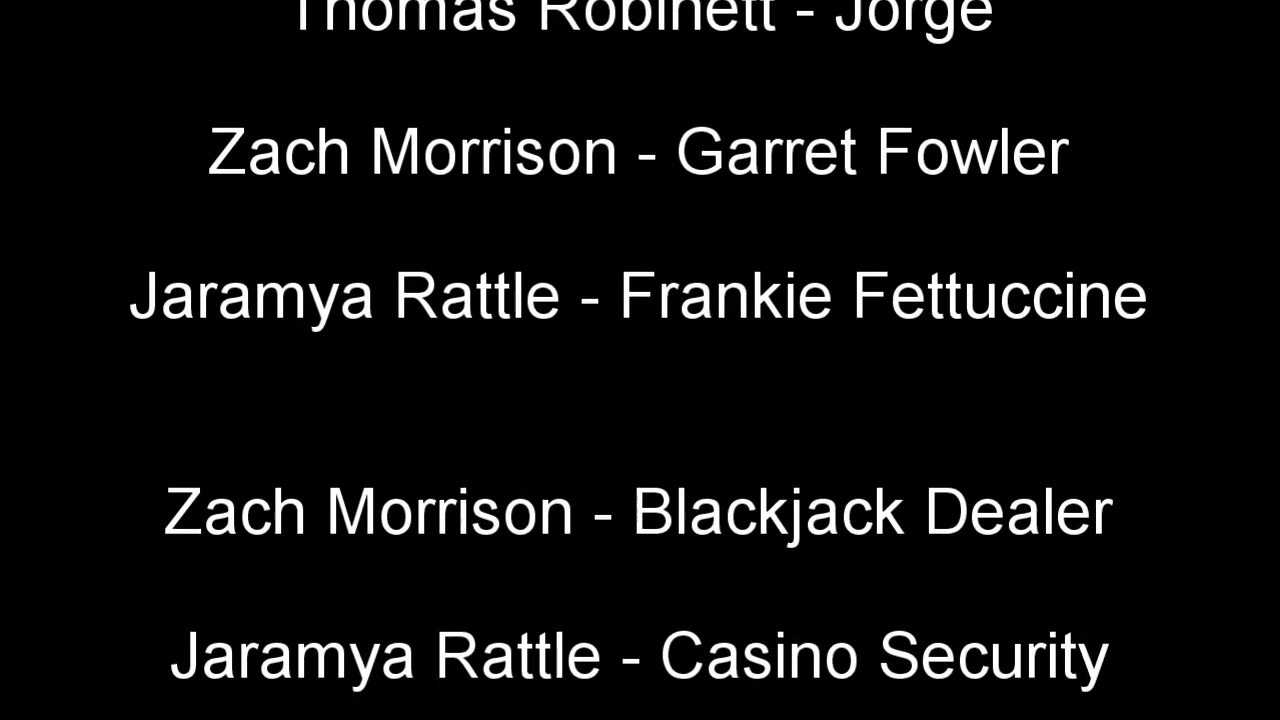 Thomas Robinett - Jorge
Zach Morrison - Garret Fowler
Jaramya Rattle - Frankie Fettuccine
Zach Morrison - Blackjack Dealer
Jaramya Rattle - Casino Security